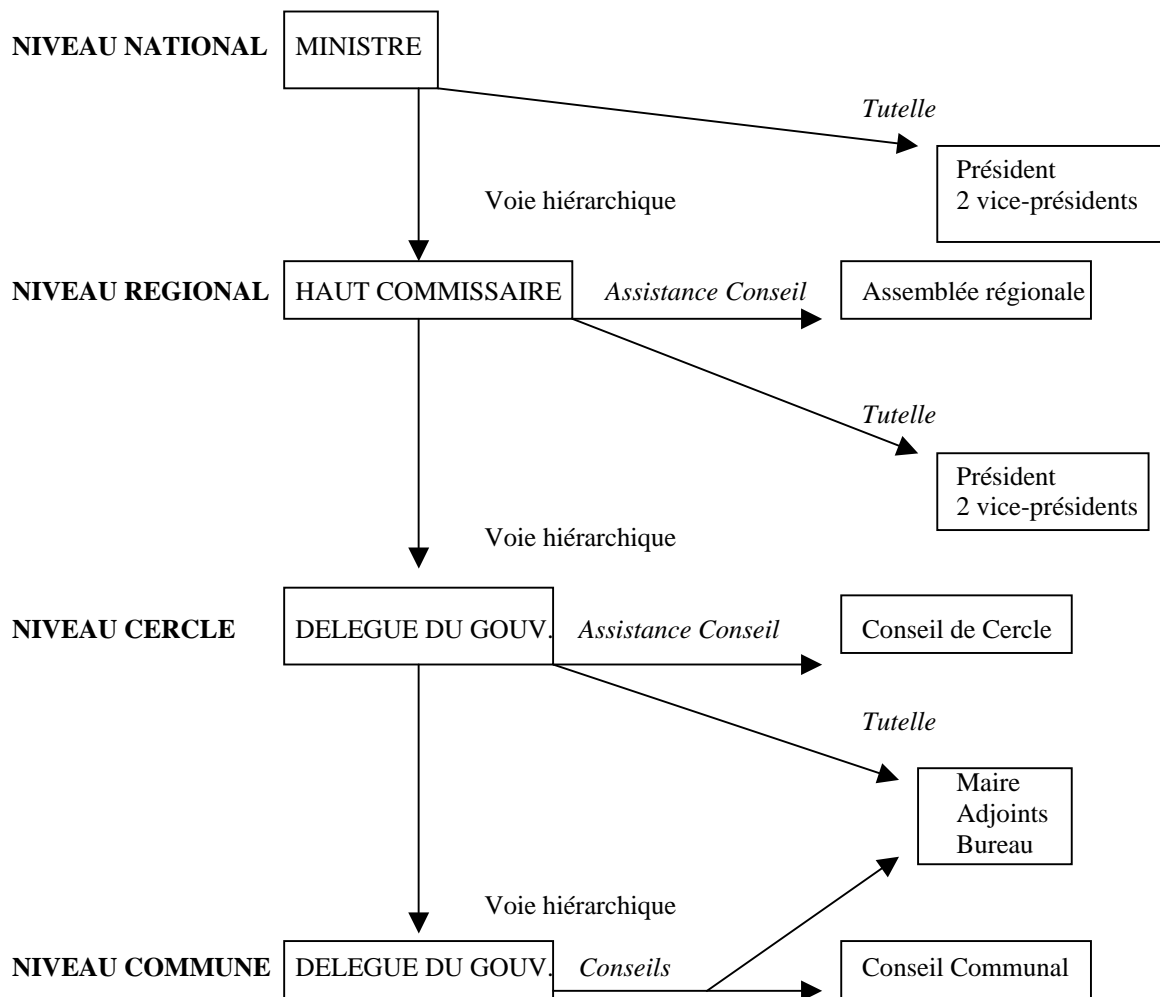 NIVEAU NATIONAL MINISTRE
Tutelle
Président
2 vice-présidents
Voie hiérarchique
NIVEAU REGIONAL HAUT COMMISSAIRE Assistance Conseil Assemblée régionale
Tutelle
Président
2 vice-présidents
Voie hiérarchique
NIVEAU CERCLE DELEGUE DU GOUV. Assistance Conseil Conseil de Cercle
Tutelle
Maire
Adjoints
Bureau
Voie hiérarchique
NIVEAU COMMUNE DELEGUE DU GOUV. Conseils Conseil Communal